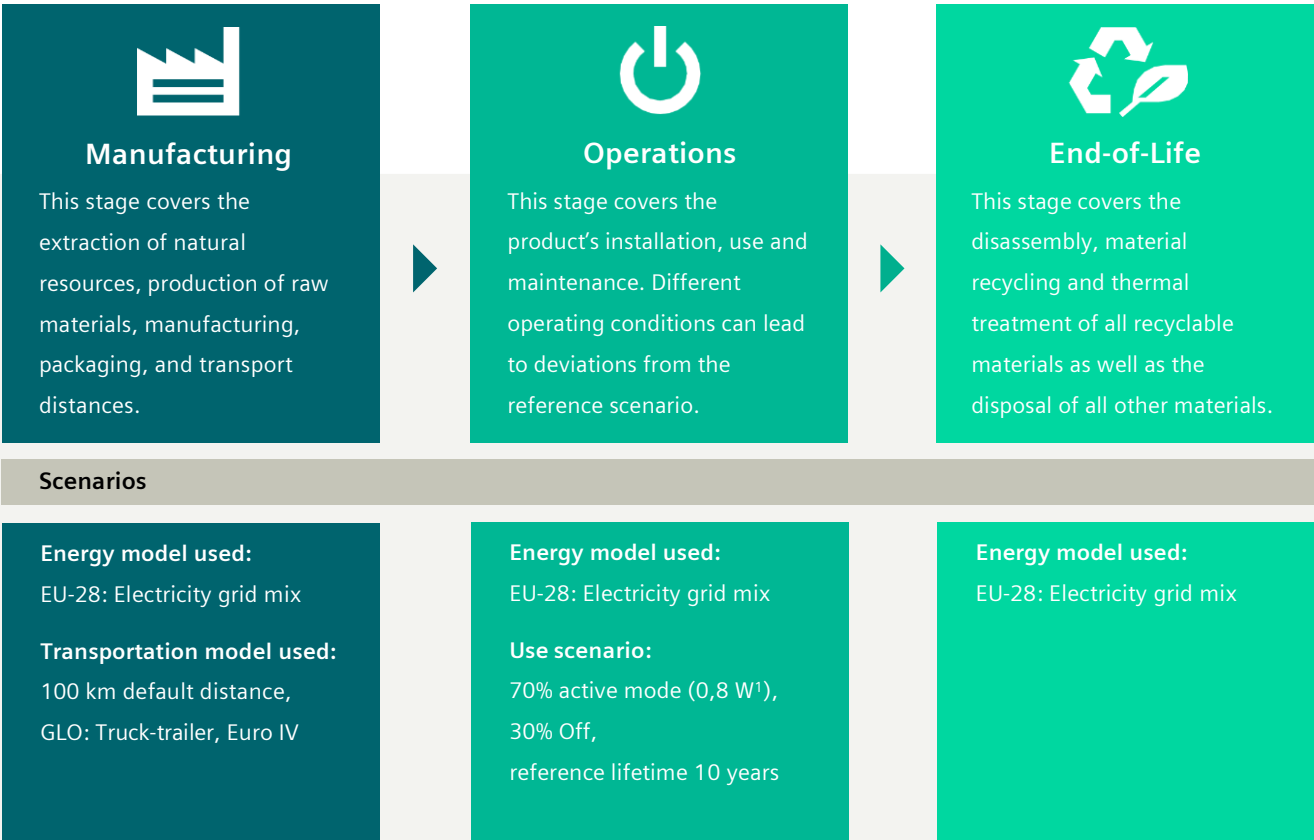 Manufacturing
This stage covers the
extraction of natural
resources, production of raw
materials, manufacturing,
packaging, and transport
distances.
Operations
This stage covers the
product’s installation, use and
maintenance. Different
operating conditions can lead
to deviations from the
reference scenario.
End-of-Life
This stage covers the
disassembly, material
recycling and thermal
treatment of all recyclable
materials as well as the
disposal of all other materials.
Scenarios
Energy model used:
EU-28: Electricity grid mix
Transportation model used:
100 km default distance,
GLO: Truck-trailer, Euro IV
Energy model used:
EU-28: Electricity grid mix
Use scenario:
70% active mode (0,8 W¹),
30% Off,
reference lifetime 10 years
Energy model used:
EU-28: Electricity grid mix